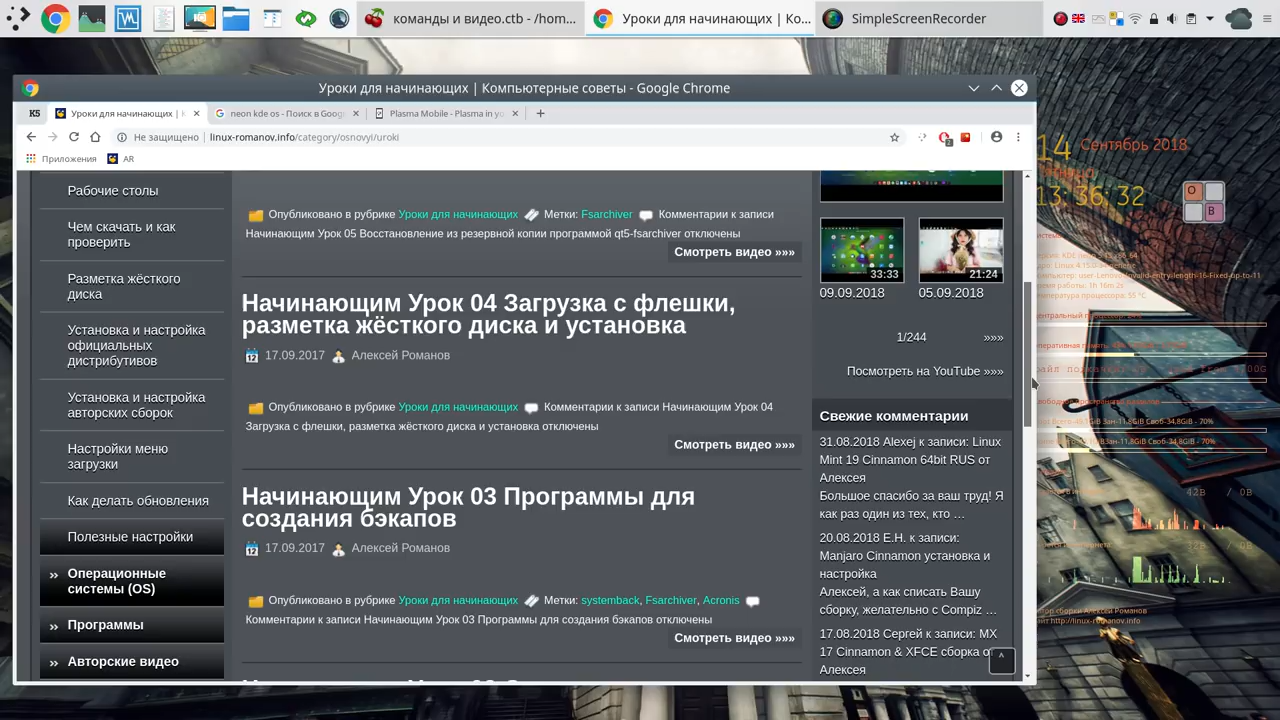 команды и видео.ctb - /hom...
Уроки для начинающих | Ко...
SimpleScreenRecorder
Уроки для начинающих | Компьютерные советы - Google Chrome
K5
Уроки для начинающих | К
neon kde os - Поиск в Goog
Plasma Mobile - Plasma in yo
Не защищено
linux-romanov.info/category/osnovyi/uroki
Приложения
AR
Рабочие столы
Чем скачать и как
проверить
Разметка жёсткого
диска
Установка и настройка
официальных
дистрибутивов
Установка и настройка
авторских сборок
Настройки меню
загрузки
Как делать обновления
Полезные настройки
Операционные
системы (OS)
Программы
Авторские видео
Опубликовано в рубрике Уроки для начинающих Метки: Fsarchiver Комментарии к записи
Начинающим Урок 05 Восстановление из резервной копии программой qt5-fsarchiver отключены
Смотреть видео »»»
Начинающим Урок 04 Загрузка с флешки,
разметка жёсткого диска и установка
17.09.2017 Алексей Романов
Опубликовано в рубрике Уроки для начинающих Комментарии к записи Начинающим Урок 04
Загрузка с флешки, разметка жёсткого диска и установка отключены
Смотреть видео »»»
Начинающим Урок 03 Программы для
создания бэкапов
17.09.2017 Алексей Романов
Опубликовано в рубрике Уроки для начинающих Метки: systemback, Fsarchiver, Acronis
Комментарии к записи Начинающим Урок 03 Программы для создания бэкапов отключены
Смотреть видео »»»
33:33
21:24
09.09.2018
05.09.2018
1/244
»»»
Посмотреть на YouTube »»»
Свежие комментарии
31.08.2018 Alexej к записи: Linux
Mint 19 Cinnamon 64bit RUS от
Алексея
Большое спасибо за ваш труд! Я
как раз один из тех, кто …
20.08.2018 Е.Н. к записи:
Manjaro Cinnamon установка и
настройка
Алексей, а как списать Вашу
сборку, желательно с Compiz …
17.08.2018 Сергей к записи: MX
17 Cinnamon & XFCE сборка о
Алексея
14 Сентябрь 2018
13:36:32
O
B
42B / 0B
42B / 0B
Алексей Романов
http://linux-romanov.info